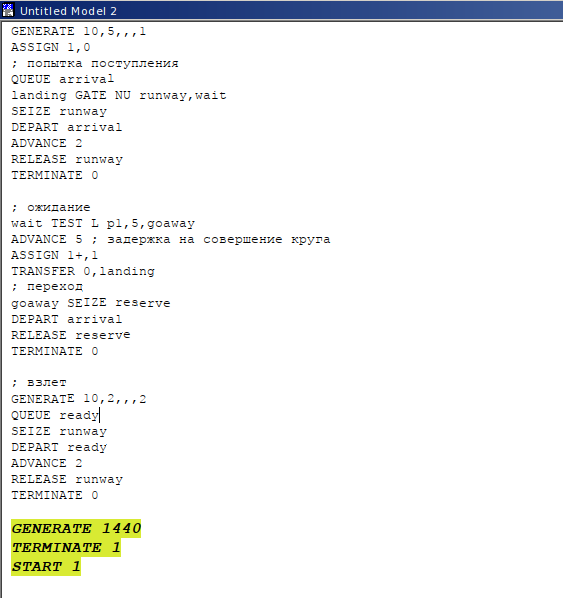 Untitled Model 2
GENERATE 10,5,,,1
ASSIGN 1,0
; попытка поступления
QUEUE arrival
landing GATE NU runway,wait
SEIZE runway
DEPART arrival
ADVANCE 2
RELEASE runway
TERMINATE 0
; ожидание
wait TEST L p1,5,goaway
ADVANCE 5 ; задержка на совершение круга
ASSIGN 1+,1
TRANSFER 0,landing
; переход
goaway SEIZE reserve
DEPART arrival
RELEASE reserve
TERMINATE 0
; взлет
GENERATE 10,2,,,2
QUEUE ready
SEIZE runway
DEPART ready
ADVANCE 2
RELEASE runway
TERMINATE 0
GENERATE 1440
TERMINATE 1
START 1